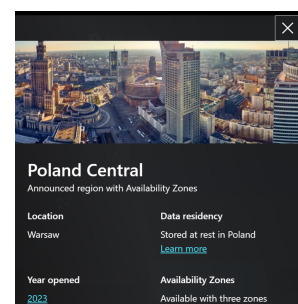 Poland Central
Announced region with Availability Zones
Location
Warsaw
Data residency
Stored at rest in Poland
Learn more
Year opened
2023
Availability Zones
Available with three zones